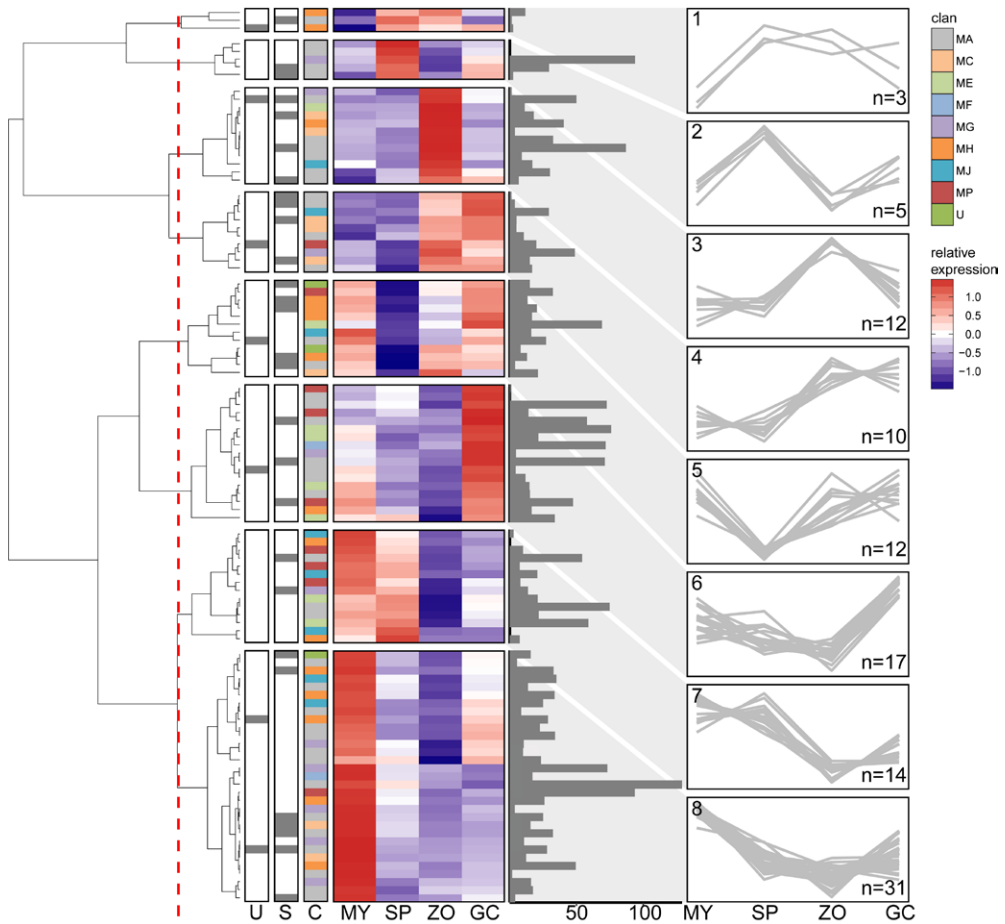 1
n=3
2
n=5
3
n=12
4
n=10
5
n=12
6
n=17
7
n=14
8
n=31
clan
MA
MC
ME
MF
MG
MH
MJ
MP
U
relative
expression
1.0
0.5
0.0
−0.5
−1.0
U S C MY SP ZO GC 50 100 MY SP ZO GC